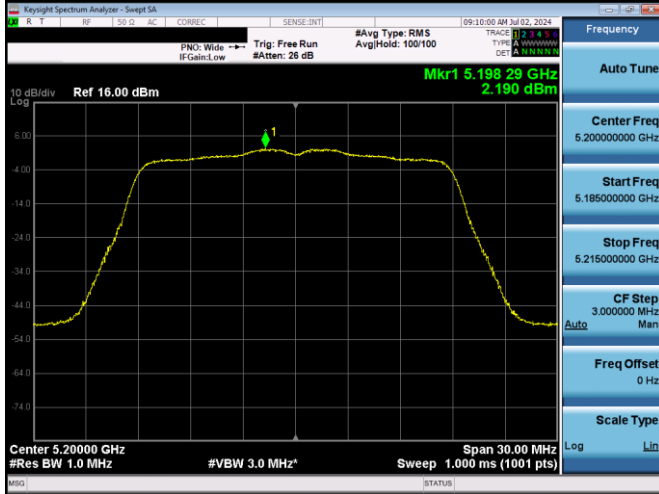 Keysight Spectrum Analyzer - Swept SA
R T RF 50 Ω AC CORREC SENSE:INT 09:10:00 AM Jul 02, 2024
PNO: Wide
IFGain:Low
Trig: Free Run
#Atten: 26 dB
#Avg Type: RMS
Avg|Hold: 100/100
TRACE 1 2 3 4 5 6
TYPE A WWWWW
DET A N N N N N
Mkr1 5.198 29 GHz
2.190 dBm
10 dB/div
Log
Ref 16.00 dBm
6.00
-4.00
-14.0
-24.0
-34.0
-44.0
-54.0
-64.0
-74.0
1
Center 5.20000 GHz
Span 30.00 MHz
#Res BW 1.0 MHz
#VBW 3.0 MHz*
Sweep 1.000 ms (1001 pts)
MSG
STATUS
Frequency
Auto Tune
Center Freq
5.200000000 GHz
Start Freq
5.185000000 GHz
Stop Freq
5.215000000 GHz
CF Step
3.000000 MHz
Auto Man
Freq Offset
0 Hz
Scale Type
Log Lin